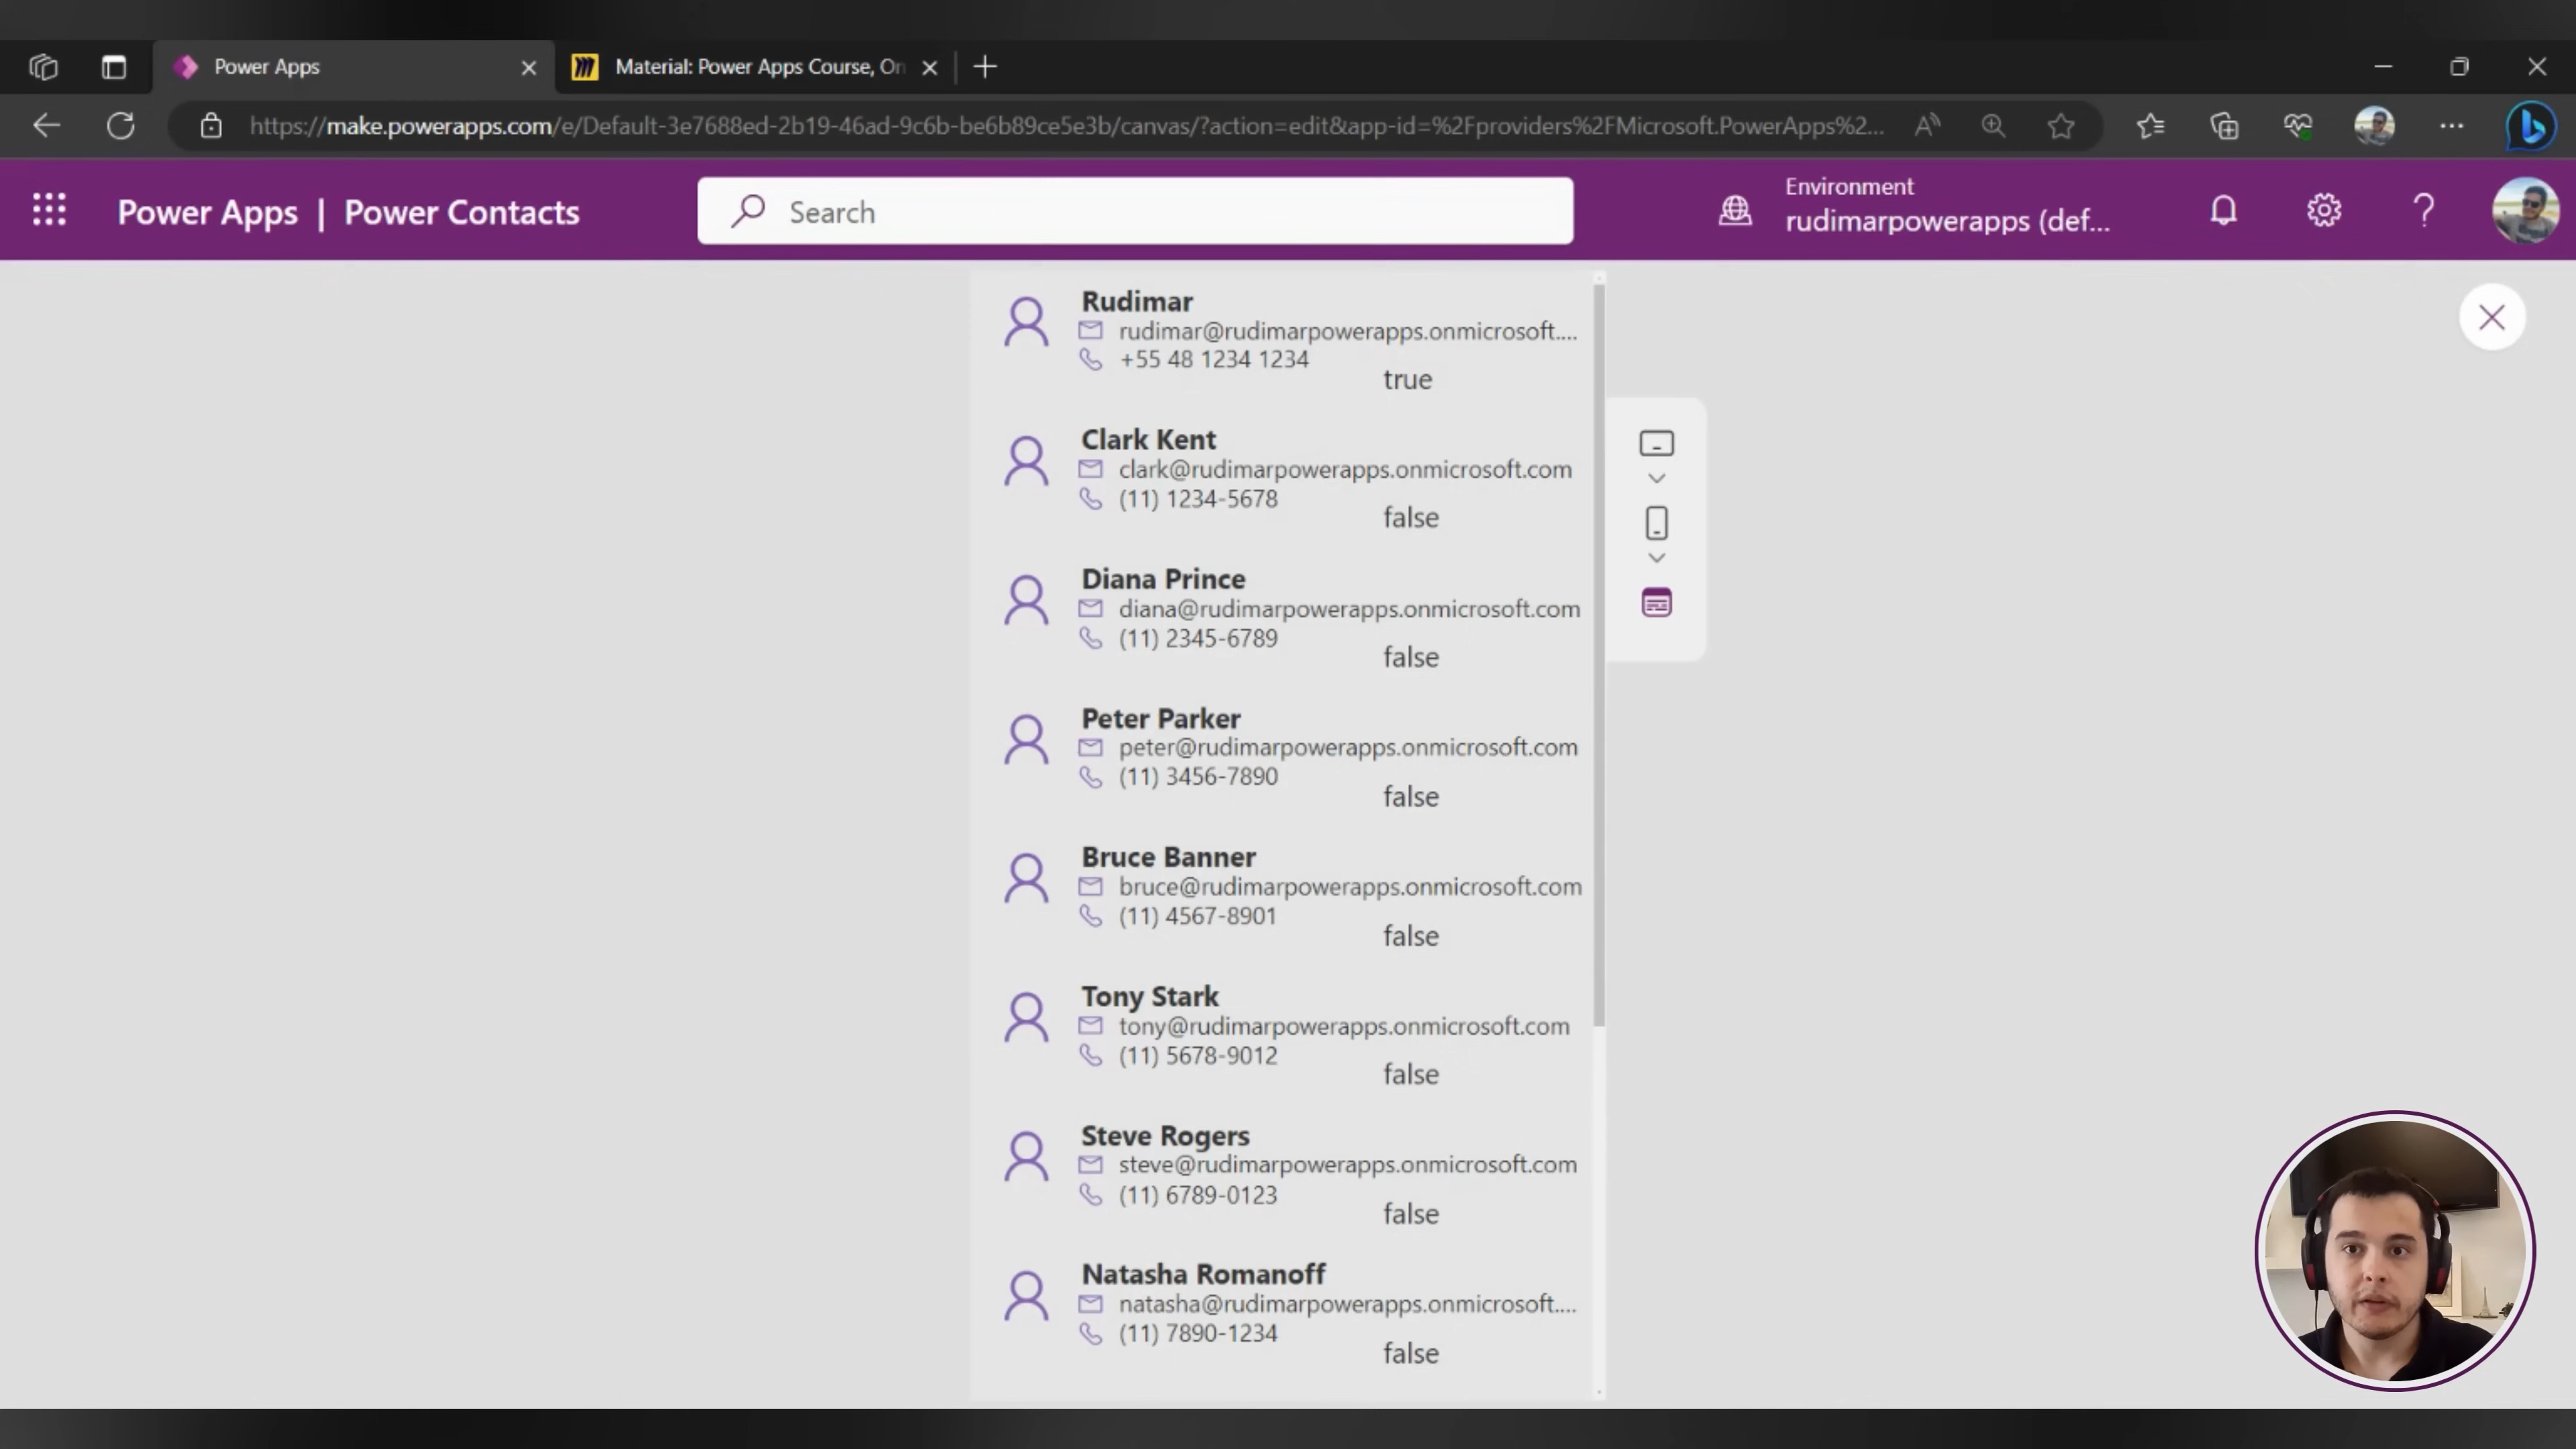 Power Apps
Material: Power Apps Course, On
https://make.powerapps.com/e/Default-3e7688ed-2b19-46ad-9c6b-be6b89ce5e3b/canvas/?action=edit&app-id=%2Fproviders%2FMicrosoft.PowerApps%2...
Power Apps | Power Contacts
Search
Environment
rudimarpowerapps (def...
Rudimar
rudimar@rudimarpowerapps.onmicrosoft....
+55 48 1234 1234
true
Clark Kent
clark@rudimarpowerapps.onmicrosoft.com
(11) 1234-5678
false
Diana Prince
diana@rudimarpowerapps.onmicrosoft.com
(11) 2345-6789
false
Peter Parker
peter@rudimarpowerapps.onmicrosoft.com
(11) 3456-7890
false
Bruce Banner
bruce@rudimarpowerapps.onmicrosoft.com
(11) 4567-8901
false
Tony Stark
tony@rudimarpowerapps.onmicrosoft.com
(11) 5678-9012
false
Steve Rogers
steve@rudimarpowerapps.onmicrosoft.com
(11) 6789-0123
false
Natasha Romanoff
natasha@rudimarpowerapps.onmicrosoft....
(11) 7890-1234
false